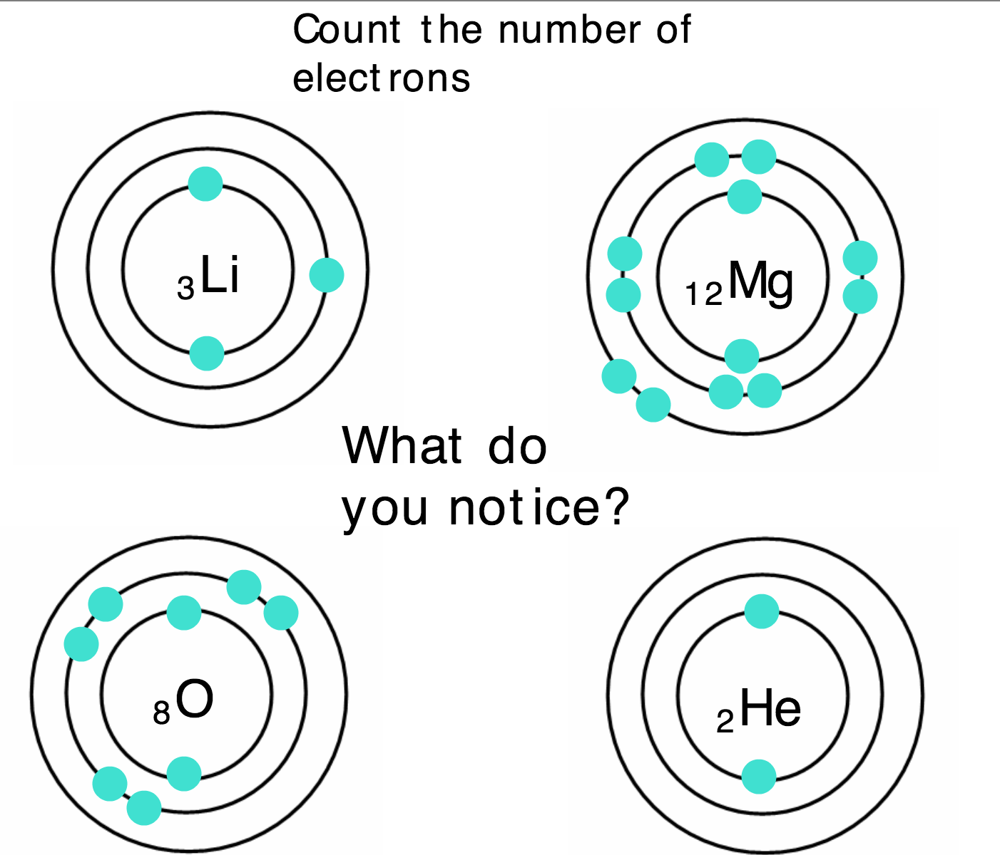 Count the number of
electrons
3Li
12Mg
What do
you notice?
8O
2He